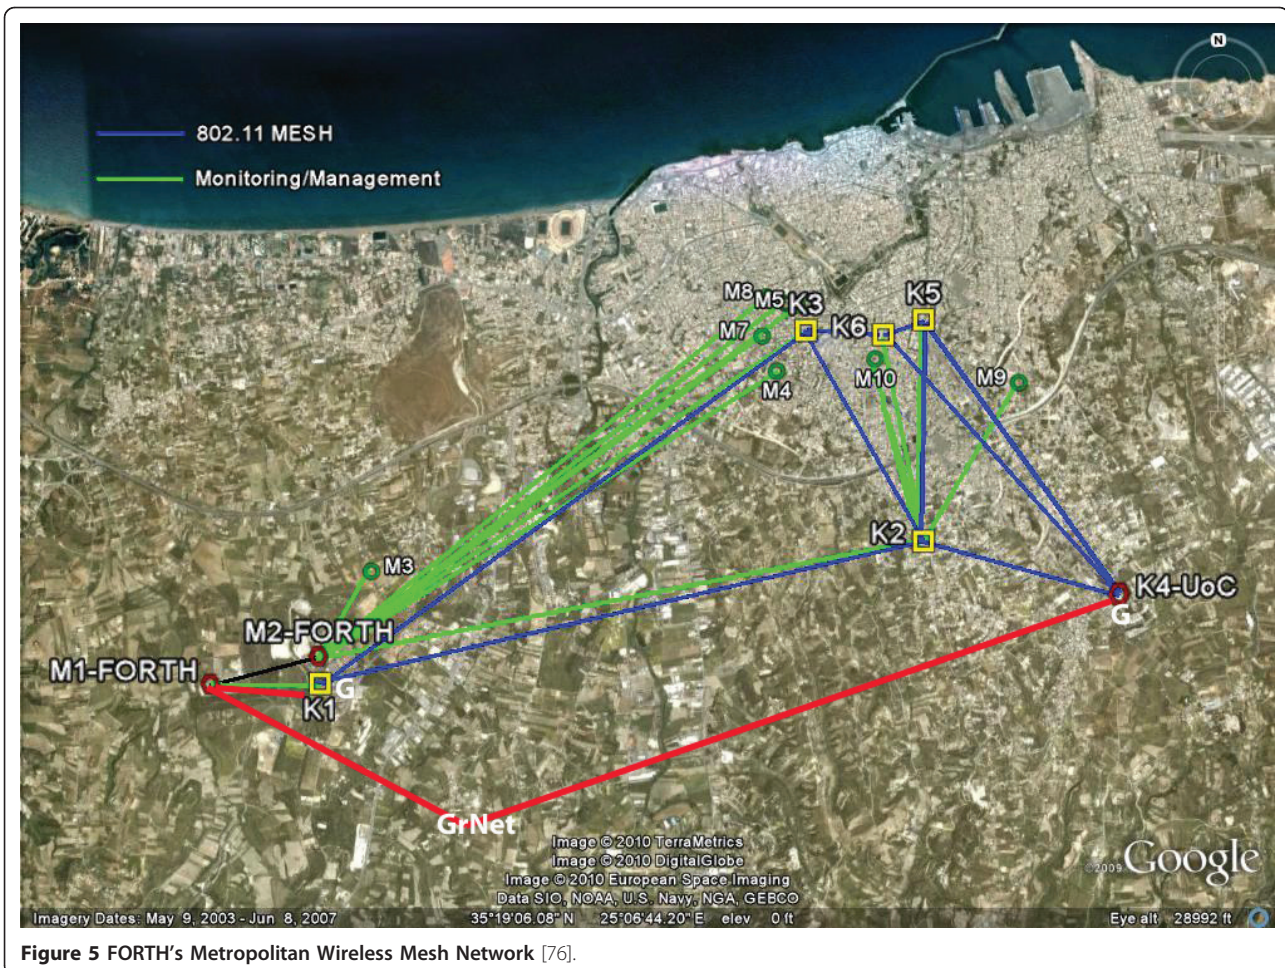 N
802.11 MESH
Monitoring/Management
M8 M5 K3
K5
M7
K6
M4
M10
M9
K2
M3
K4-UoC
G
M2-FORTH
M1-FORTH
G
K1
GrNet
Image © 2010 TerraMetrics
Image © 2010 DigitalGlobe
Image © 2010 European Space Imaging
Data SIO, NOAA, U.S. Navy, NGA, GEBCO
©2009 Google
Imagery Dates: May 9, 2003 - Jun 8, 2007 35°19'06.08" N 25°06'44.20" E elev 0 ft Eye alt 28992 ft
Figure 5 FORTH's Metropolitan Wireless Mesh Network [76].